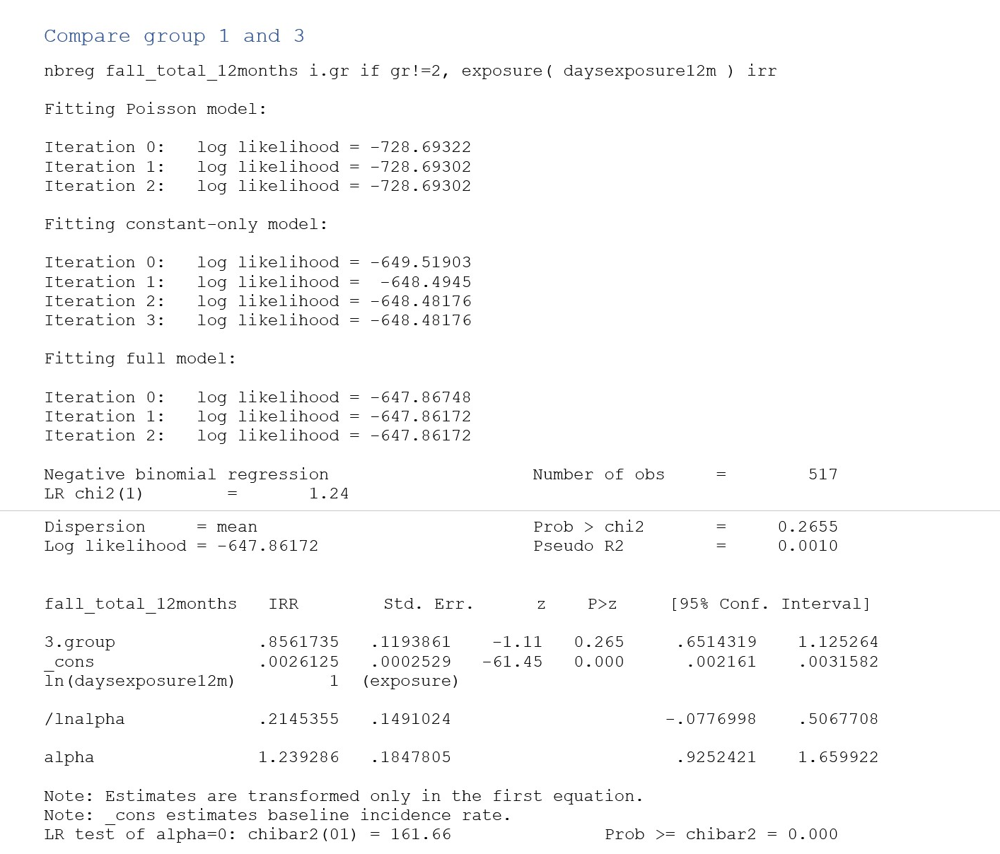 Compare group 1 and 3
nbreg fall_total_12months i.gr if gr!=2, exposure( daysexposure12m ) irr
Fitting Poisson model:
Iteration 0:   log likelihood = -728.69322
Iteration 1:   log likelihood = -728.69302
Iteration 2:   log likelihood = -728.69302
Fitting constant-only model:
Iteration 0:   log likelihood = -649.51903
Iteration 1:   log likelihood =  -648.4945
Iteration 2:   log likelihood = -648.48176
Iteration 3:   log likelihood = -648.48176
Fitting full model:
Iteration 0:   log likelihood = -647.86748
Iteration 1:   log likelihood = -647.86172
Iteration 2:   log likelihood = -647.86172
Negative binomial regression                    Number of obs     =        517
LR chi2(1)        =       1.24
Dispersion     = mean                           Prob > chi2       =     0.2655
Log likelihood = -647.86172                     Pseudo R2         =     0.0010
fall_total_12months   IRR        Std. Err.      z    P>z     [95% Conf. Interval]
3.group              .8561735   .1193861    -1.11   0.265     .6514319    1.125264
_cons                .0026125   .0002529   -61.45   0.000      .002161    .0031582
ln(daysexposure12m)         1  (exposure)
/lnalpha             .2145355   .1491024                     -.0776998    .5067708
alpha                1.239286   .1847805                      .9252421    1.659922
Note: Estimates are transformed only in the first equation.
Note: _cons estimates baseline incidence rate.
LR test of alpha=0: chibar2(01) = 161.66               Prob >= chibar2 = 0.000